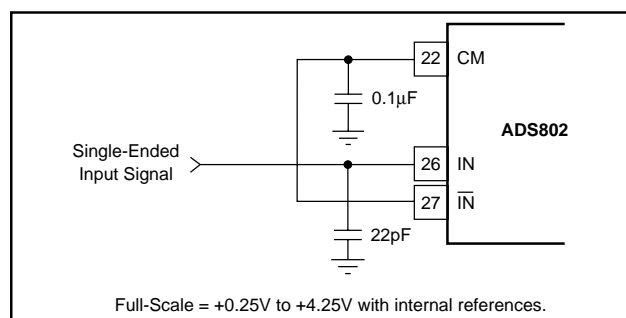 22 CM
0.1µF
ADS802
Single-Ended
Input Signal
26 IN
27 I̅N̅
22pF
Full-Scale = +0.25V to +4.25V with internal references.